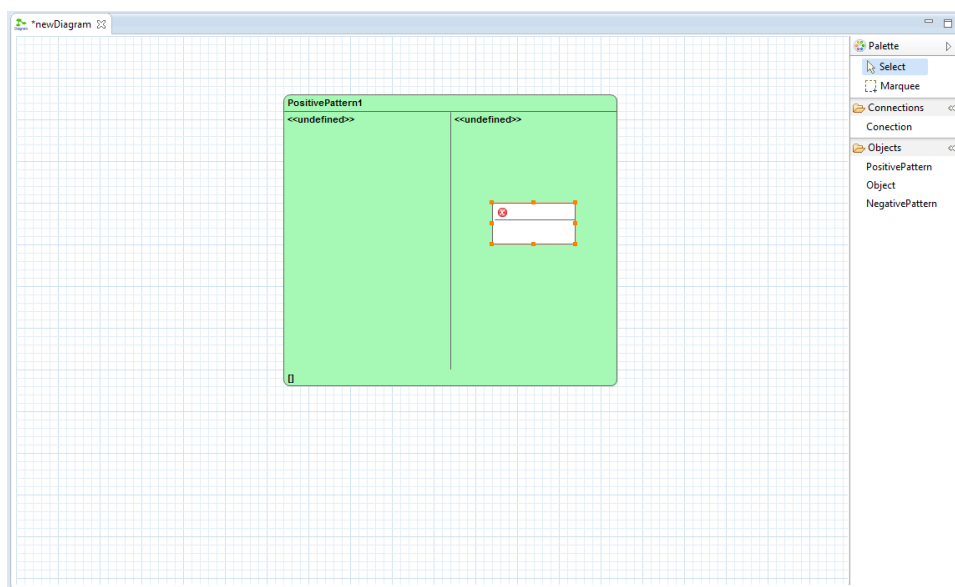 *newDiagram
Palette
Select
Marquee
Connections
Conection
Objects
PositivePattern
Object
NegativePattern
PositivePattern1
<<undefined>> <<undefined>>
[]